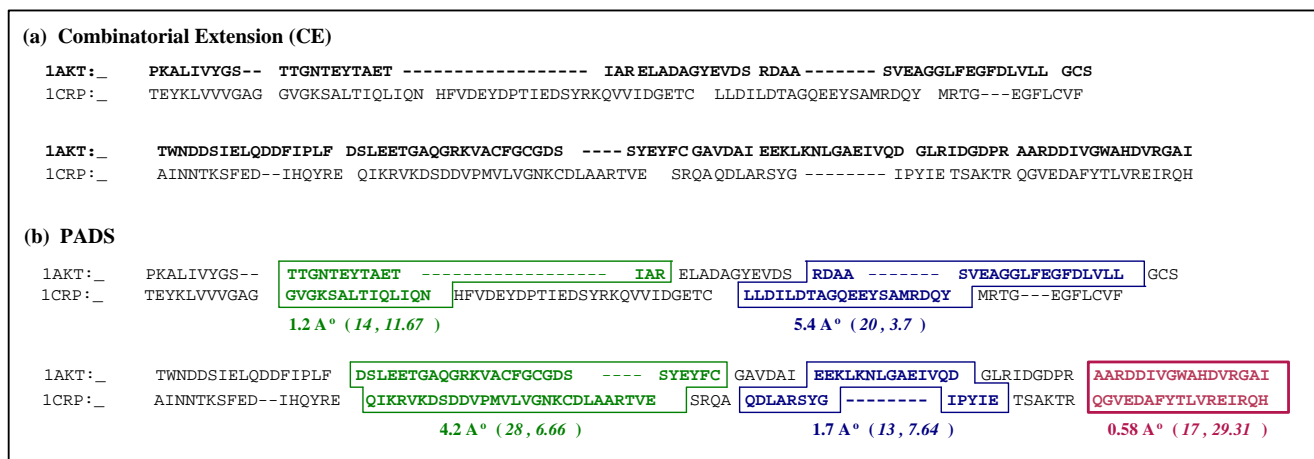 (a) Combinatorial Extension (CE)
1AKT:_ PKALIVYGS-- TTGNTEYTAET ------------------ IAR ELADAGYEVDS RDAA -------SVEAGGLFEGFDLVLL GCS
1CRP:_ TEYKLVVVGAG GVGKSALTIQLIQN HFVDEYDPTIEDSYRKQVVIDGETC LLDILDTAGQEEYSAMRDQY MRTG---EGFLCVF
1AKT:_ TWNDDSIELQDDFIPLF DSLEETGAQGRKVACFGCGDS ----SYEYFC GAVDAI EEKLKNLGAEIVQD GLRIDGDPR AARDDIVGWAHDVRGAI
1CRP:_ AINNTKSFED--IHQYRE QIKRVKDSDDVPMVLVGNKCDLAARTVE SRQA QDLARSYG --------IPYIE TSAKTR QGVEDAFYTLVREIRQH
(b) PADS
1AKT:_ PKALIVYGS-- TTGNTEYTAET ------------------ IAR ELADAGYEVDS RDAA ------- SVEAGGLFEGFDLVLL GCS
1CRP:_ TEYKLVVVGAG GVGKSALTIQLIQN HFVDEYDPTIEDSYRKQVVIDGETC LLDILDTAGQEEYSAMRDQY MRTG---EGFLCVF
1.2 A° ( 14 , 11.67 ) 5.4 A° ( 20 , 3.7 )
1AKT:_ TWNDDSIELQDDFIPLF DSLEETGAQGRKVACFGCGDS ---- SYEYFC GAVDAI EEKLKNLGAEIVQD GLRIDGDPR AARDDIVGWAHDVRGAI
1CRP:_ AINNTKSFED--IHQYRE QIKRVKDSDDVPMVLVGNKCDLAARTVE SRQA QDLARSYG -------- IPYIE TSAKTR QGVEDAFYTLVREIRQH
4.2 A° ( 28 , 6.66 ) 1.7 A° ( 13 , 7.64 ) 0.58 A° ( 17 , 29.31 )